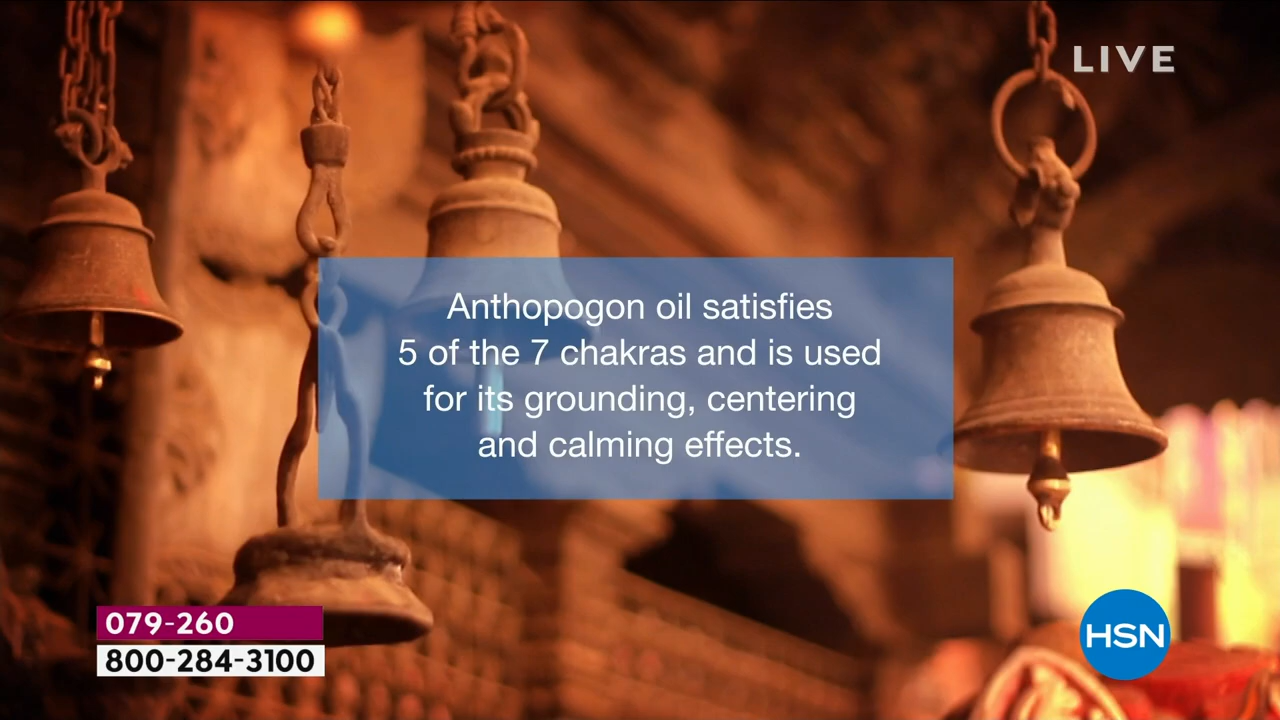 LIVE
Anthopogon oil satisfies
5 of the 7 chakras and is used
for its grounding, centering
and calming effects.
079-260
800-284-3100
HSN